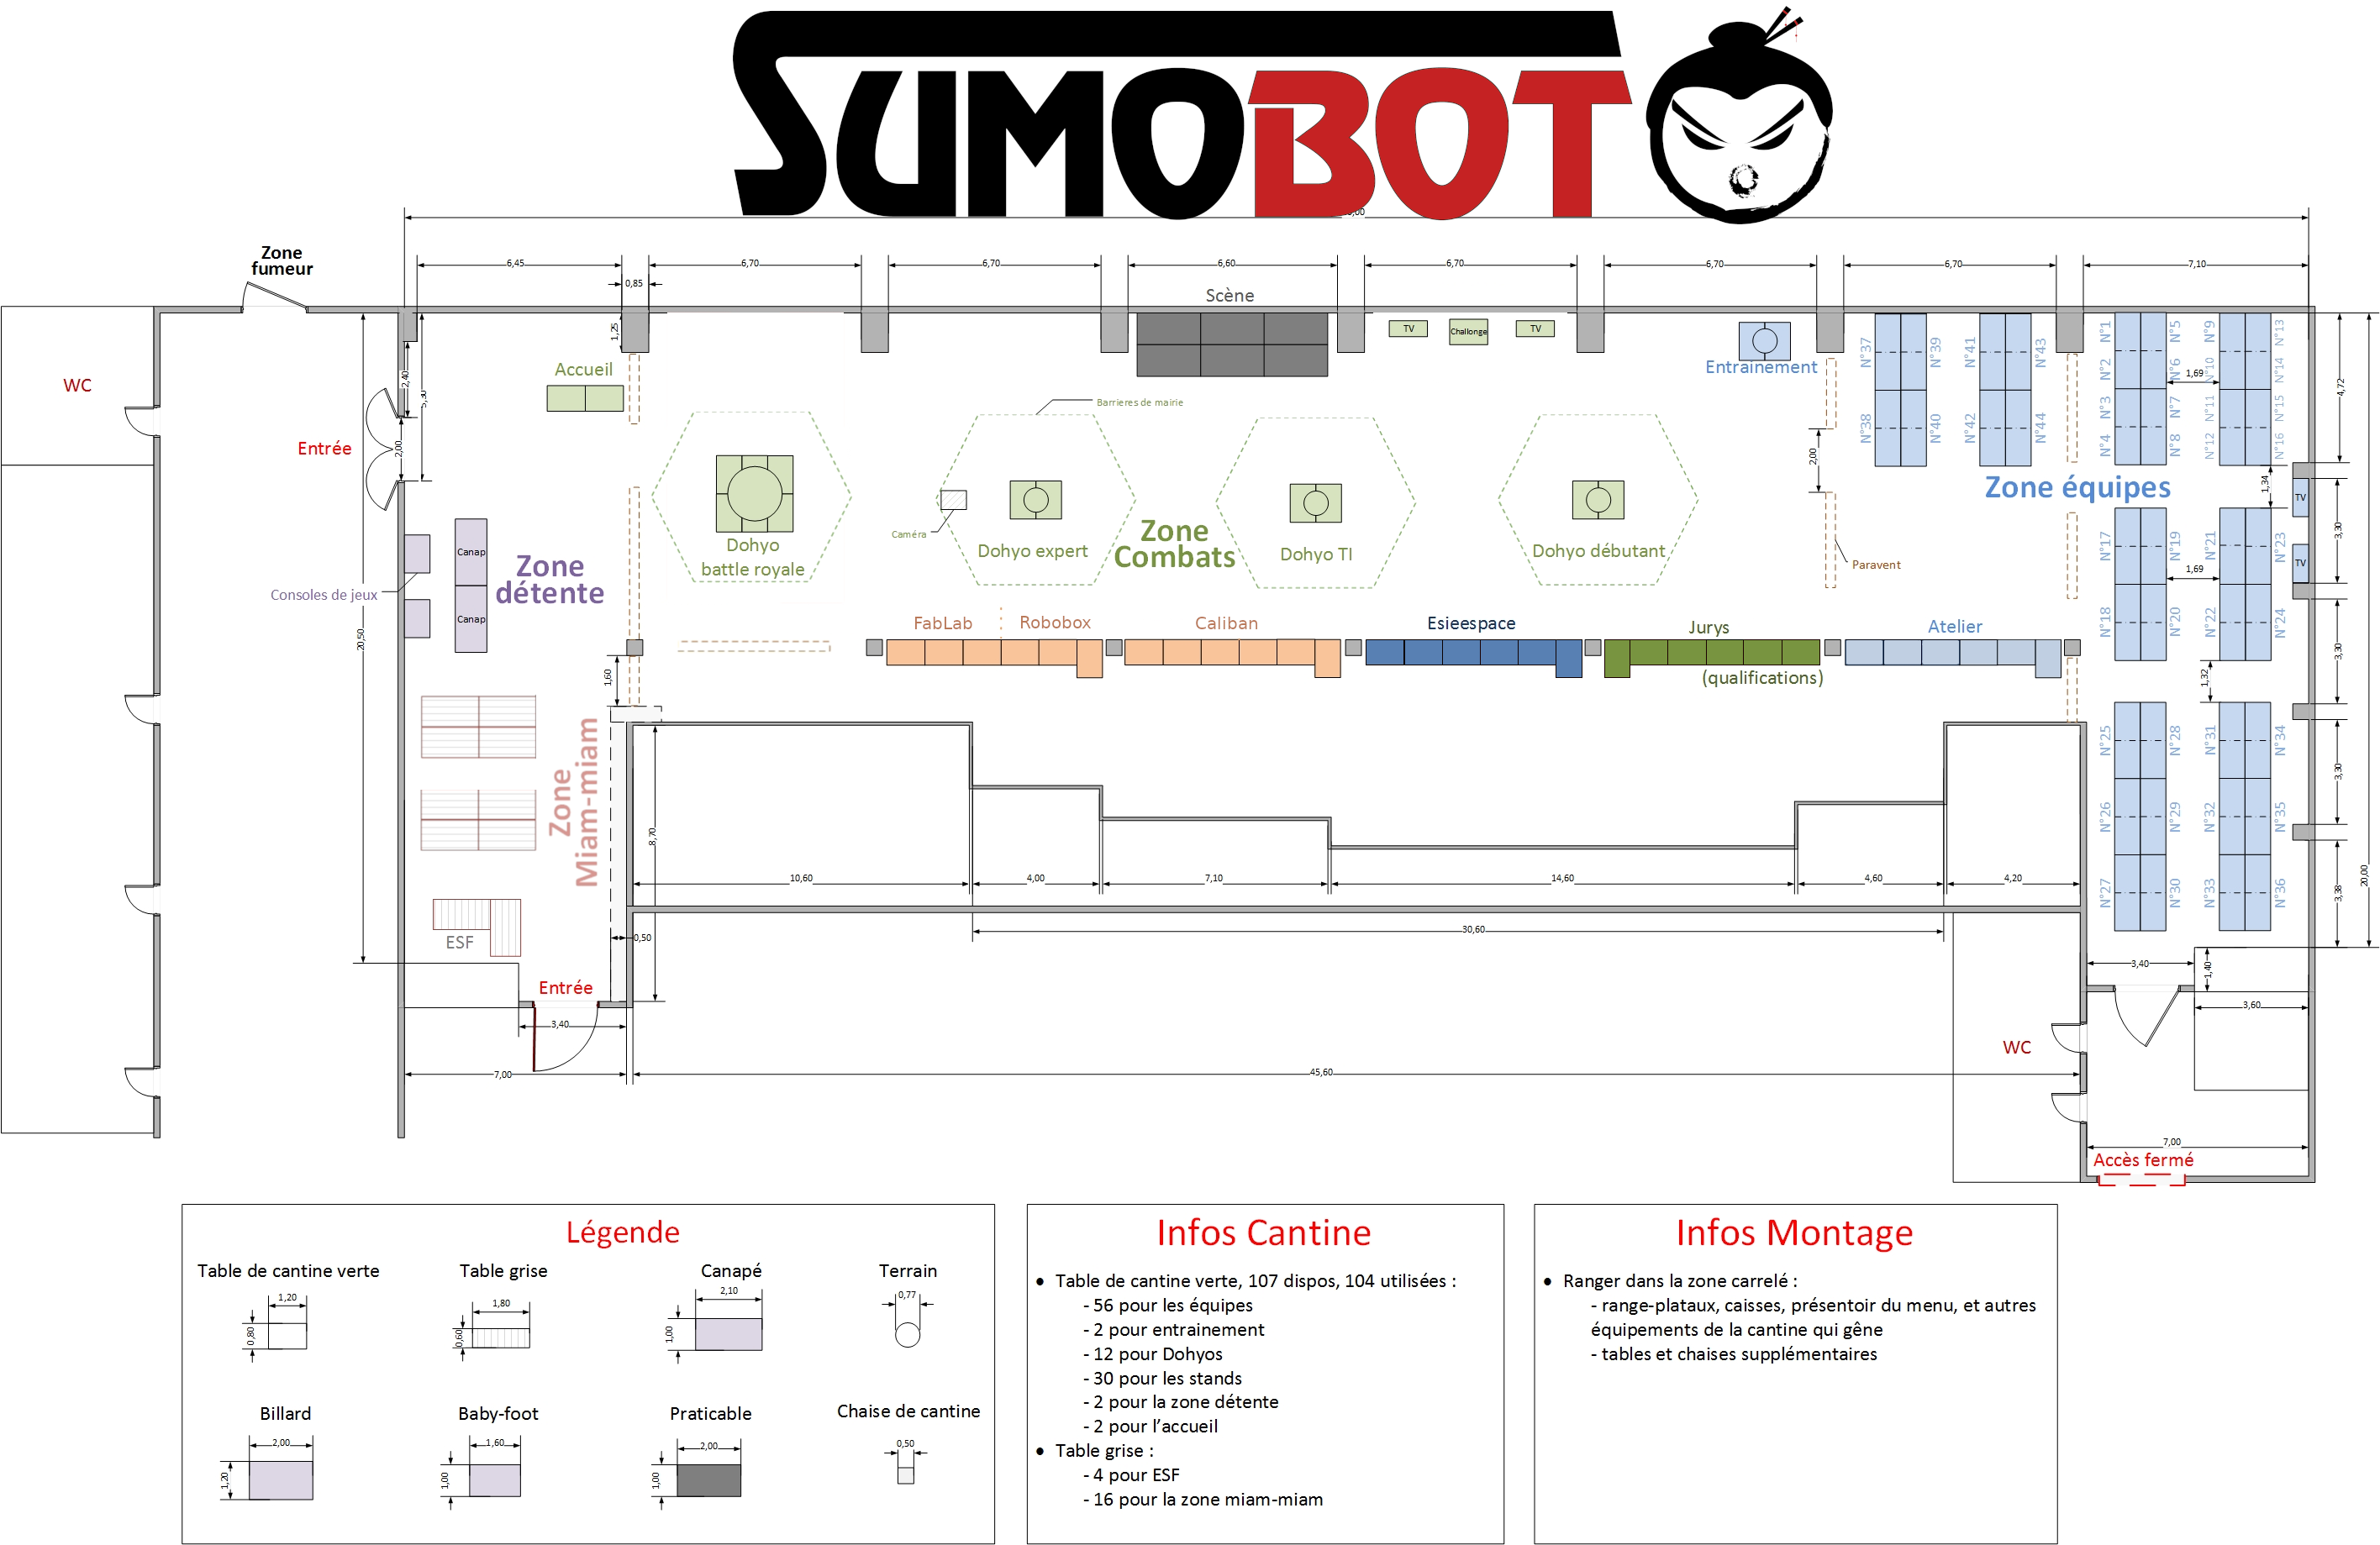 SUMOBOT
Zone
fumeur
6,45
6,70
6,70
6,60
6,70
6,70
6,70
7,10
0,85
1,25
Scène
TV
Challonge
TV
WC
Entrée
2,40
2,00
Accueil
Entrainement
Barrieres de mairie
Caméra
2,00
Paravent
N°37
N°38
N°39
N°40
N°41
N°42
N°43
N°44
N°1
N°2
N°3
N°4
N°5
N°6
N°7
N°8
N°9
N°10
N°11
N°12
N°13
N°14
N°15
N°16
1,69
4,72
1,34
Zone équipes
TV
TV
3,30
Dohyo
battle royale
Dohyo expert
Zone
Combats
Dohyo TI
Dohyo débutant
Canap
Canap
Zone
détente
Consoles de jeux
20,50
N°17
N°18
N°19
N°20
N°21
N°22
N°23
N°24
1,69
3,30
1,32
FabLab
Robobox
Caliban
Esieespace
Jurys
(qualifications)
Atelier
1,60
Zone
Miam-miam
8,70
10,60
4,00
7,10
14,60
4,60
4,20
30,60
0,50
N°25
N°26
N°27
N°28
N°29
N°30
N°31
N°32
N°33
N°34
N°35
N°36
3,30
3,38
20,00
ESF
Entrée
3,40
7,00
45,60
WC
3,40
1,40
3,60
7,00
Accès fermé
Légende
Table de cantine verte
1,20
0,80
Table grise
1,80
0,60
Canapé
2,10
1,00
Terrain
0,77
Billard
2,00
1,20
Baby-foot
1,60
1,00
Praticable
2,00
1,00
Chaise de cantine
0,50
Infos Cantine
• Table de cantine verte, 107 dispos, 104 utilisées :
- 56 pour les équipes
- 2 pour entrainement
- 12 pour Dohyos
- 30 pour les stands
- 2 pour la zone détente
- 2 pour l’accueil
• Table grise :
- 4 pour ESF
- 16 pour la zone miam-miam
Infos Montage
• Ranger dans la zone carrelé :
- range-plataux, caisses, présentoir du menu, et autres
équipements de la cantine qui gêne
- tables et chaises supplémentaires